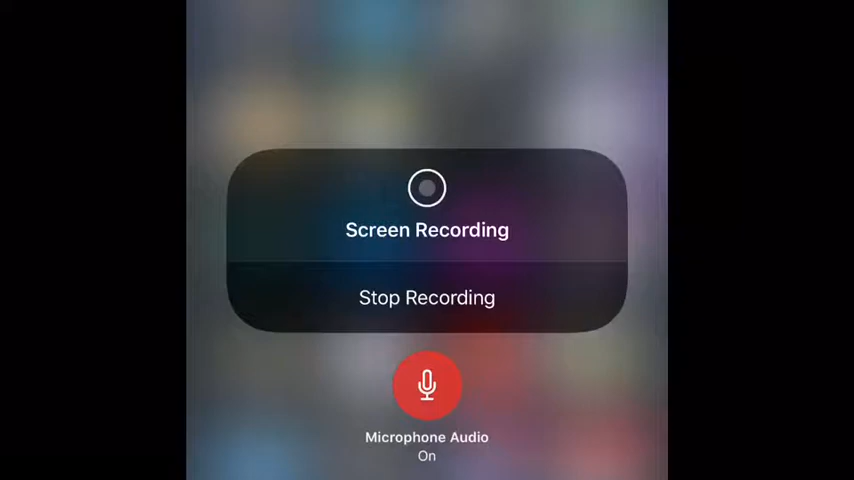 Screen Recording
Stop Recording
Microphone Audio
On